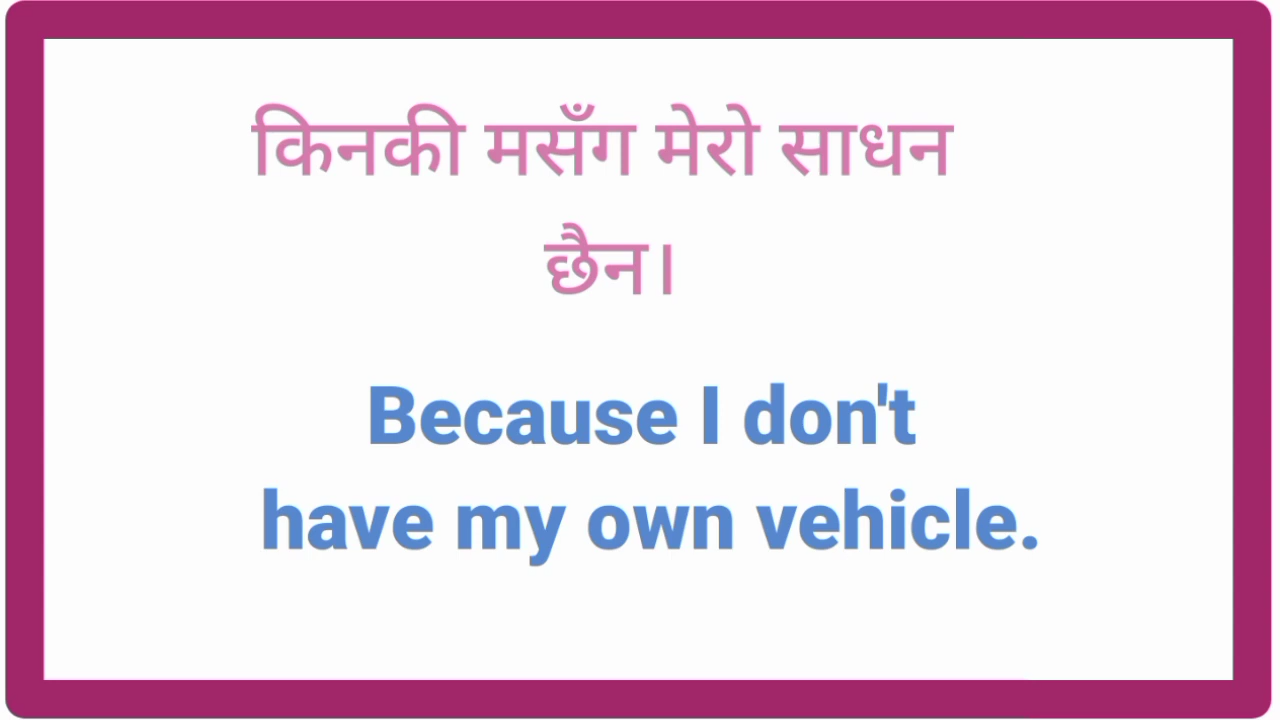 किनकी मसँग मेरो साधन
छैन।
Because I don't
have my own vehicle.